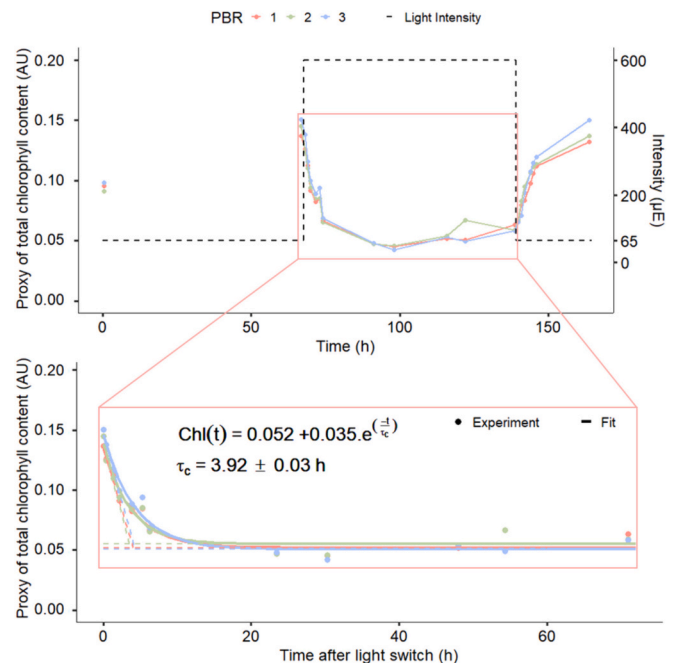 PBR 1 2 3 Light Intensity
Proxy of total chlorophyll content (AU)
0.20
0.15
0.10
0.05
0.00
600
400
200
65
0
Intensity (µE)
0 50 100 150
Time (h)
Proxy of total chlorophyll content (AU)
0.20
0.15
0.10
0.05
0.00
Chl(t) = 0.052 +0.035.e^(-t/τc)
τc = 3.92 ± 0.03 h
Experiment Fit
0 20 40 60
Time after light switch (h)